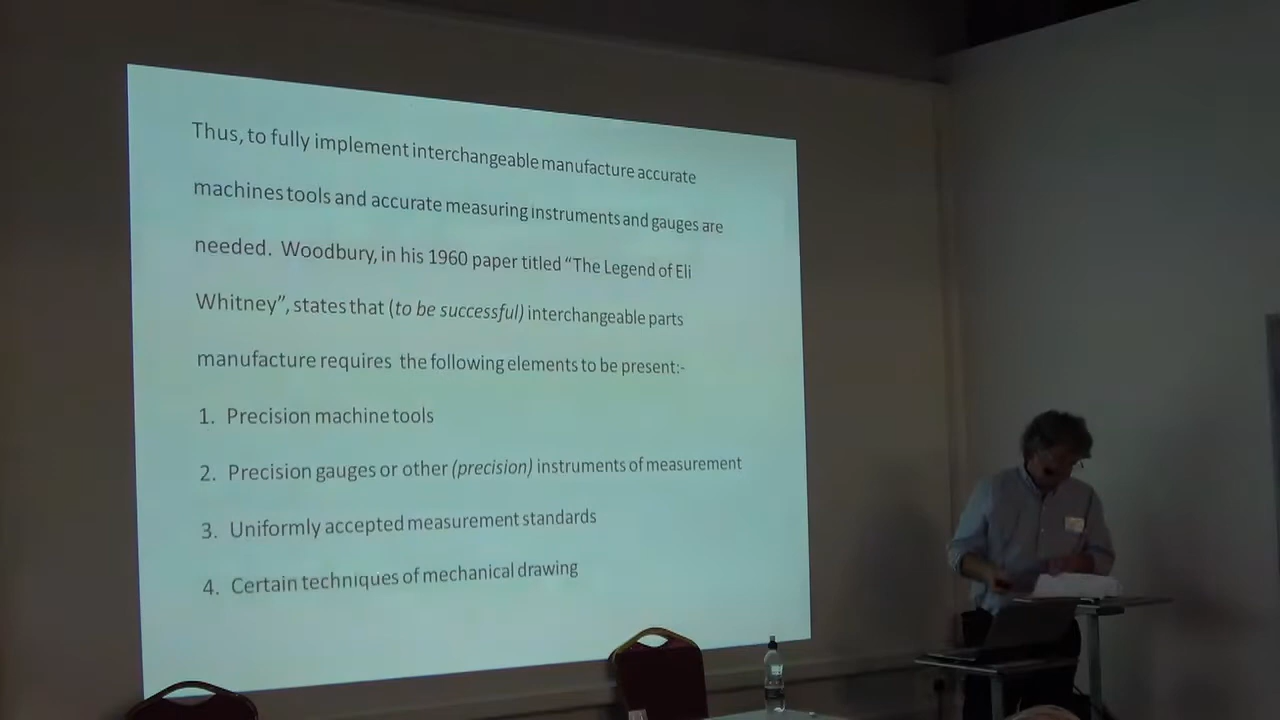 Thus, to fully implement interchangeable manufacture accurate
machines tools and accurate measuring instruments and gauges are
needed. Woodbury, in his 1960 paper titled “The Legend of Eli
Whitney”, states that (to be successful) interchangeable parts
manufacture requires the following elements to be present:-
1. Precision machine tools
2. Precision gauges or other (precision) instruments of measurement
3. Uniformly accepted measurement standards
4. Certain techniques of mechanical drawing